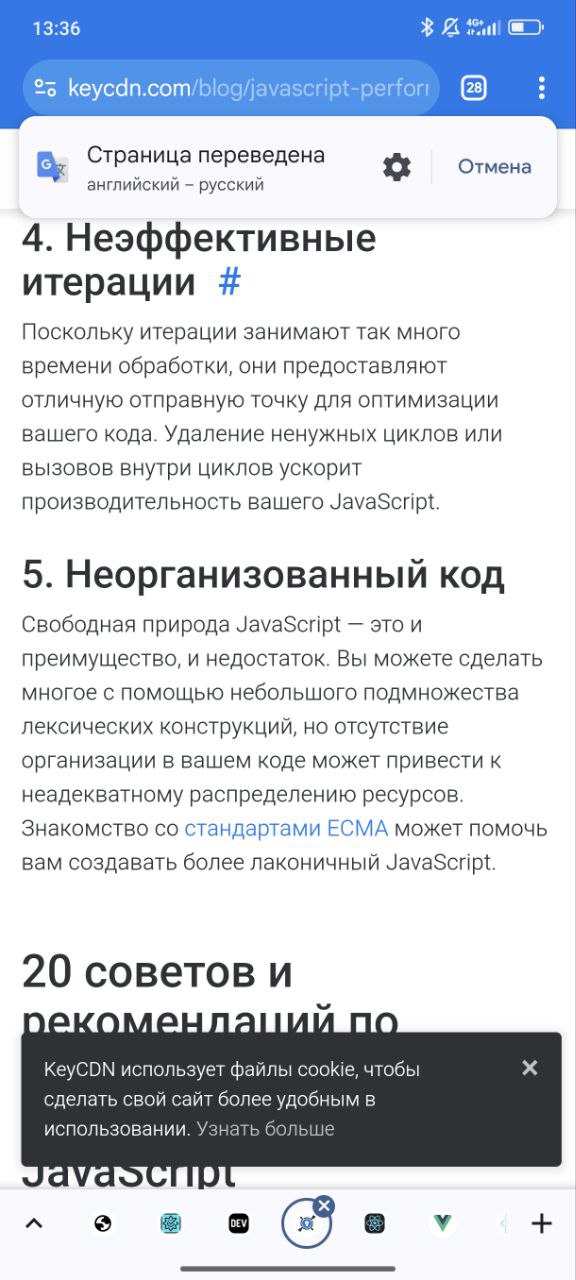 13:36
4G+
keycdn.com/blog/javascript-perfor
28
Страница переведена
английский – русский
Отмена
4. Неэффективные
итерации #
Поскольку итерации занимают так много
времени обработки, они предоставляют
отличную отправную точку для оптимизации
вашего кода. Удаление ненужных циклов или
вызовов внутри циклов ускорит
производительность вашего JavaScript.
5. Неорганизованный код
Свободная природа JavaScript — это и
преимущество, и недостаток. Вы можете сделать
многое с помощью небольшого подмножества
лексических конструкций, но отсутствие
организации в вашем коде может привести к
неадекватному распределению ресурсов.
Знакомство со стандартами ECMA может помочь
вам создавать более лаконичный JavaScript.
20 советов и
рекомендаций по
KeyCDN использует файлы cookie, чтобы
сделать свой сайт более удобным в
использовании. Узнать больше
JavaScript
DEV